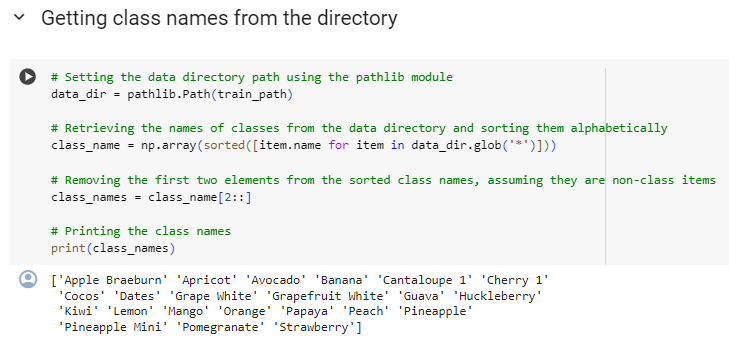 Getting class names from the directory
# Setting the data directory path using the pathlib module
data_dir = pathlib.Path(train_path)
# Retrieving the names of classes from the data directory and sorting them alphabetically
class_name = np.array(sorted([item.name for item in data_dir.glob('*')]))
# Removing the first two elements from the sorted class names, assuming they are non-class items
class_names = class_name[2::]
# Printing the class names
print(class_names)
['Apple Braeburn' 'Apricot' 'Avocado' 'Banana' 'Cantaloupe 1' 'Cherry 1'
 'Cocos' 'Dates' 'Grape White' 'Grapefruit White' 'Guava' 'Huckleberry'
 'Kiwi' 'Lemon' 'Mango' 'Orange' 'Papaya' 'Peach' 'Pineapple'
 'Pineapple Mini' 'Pomegranate' 'Strawberry']